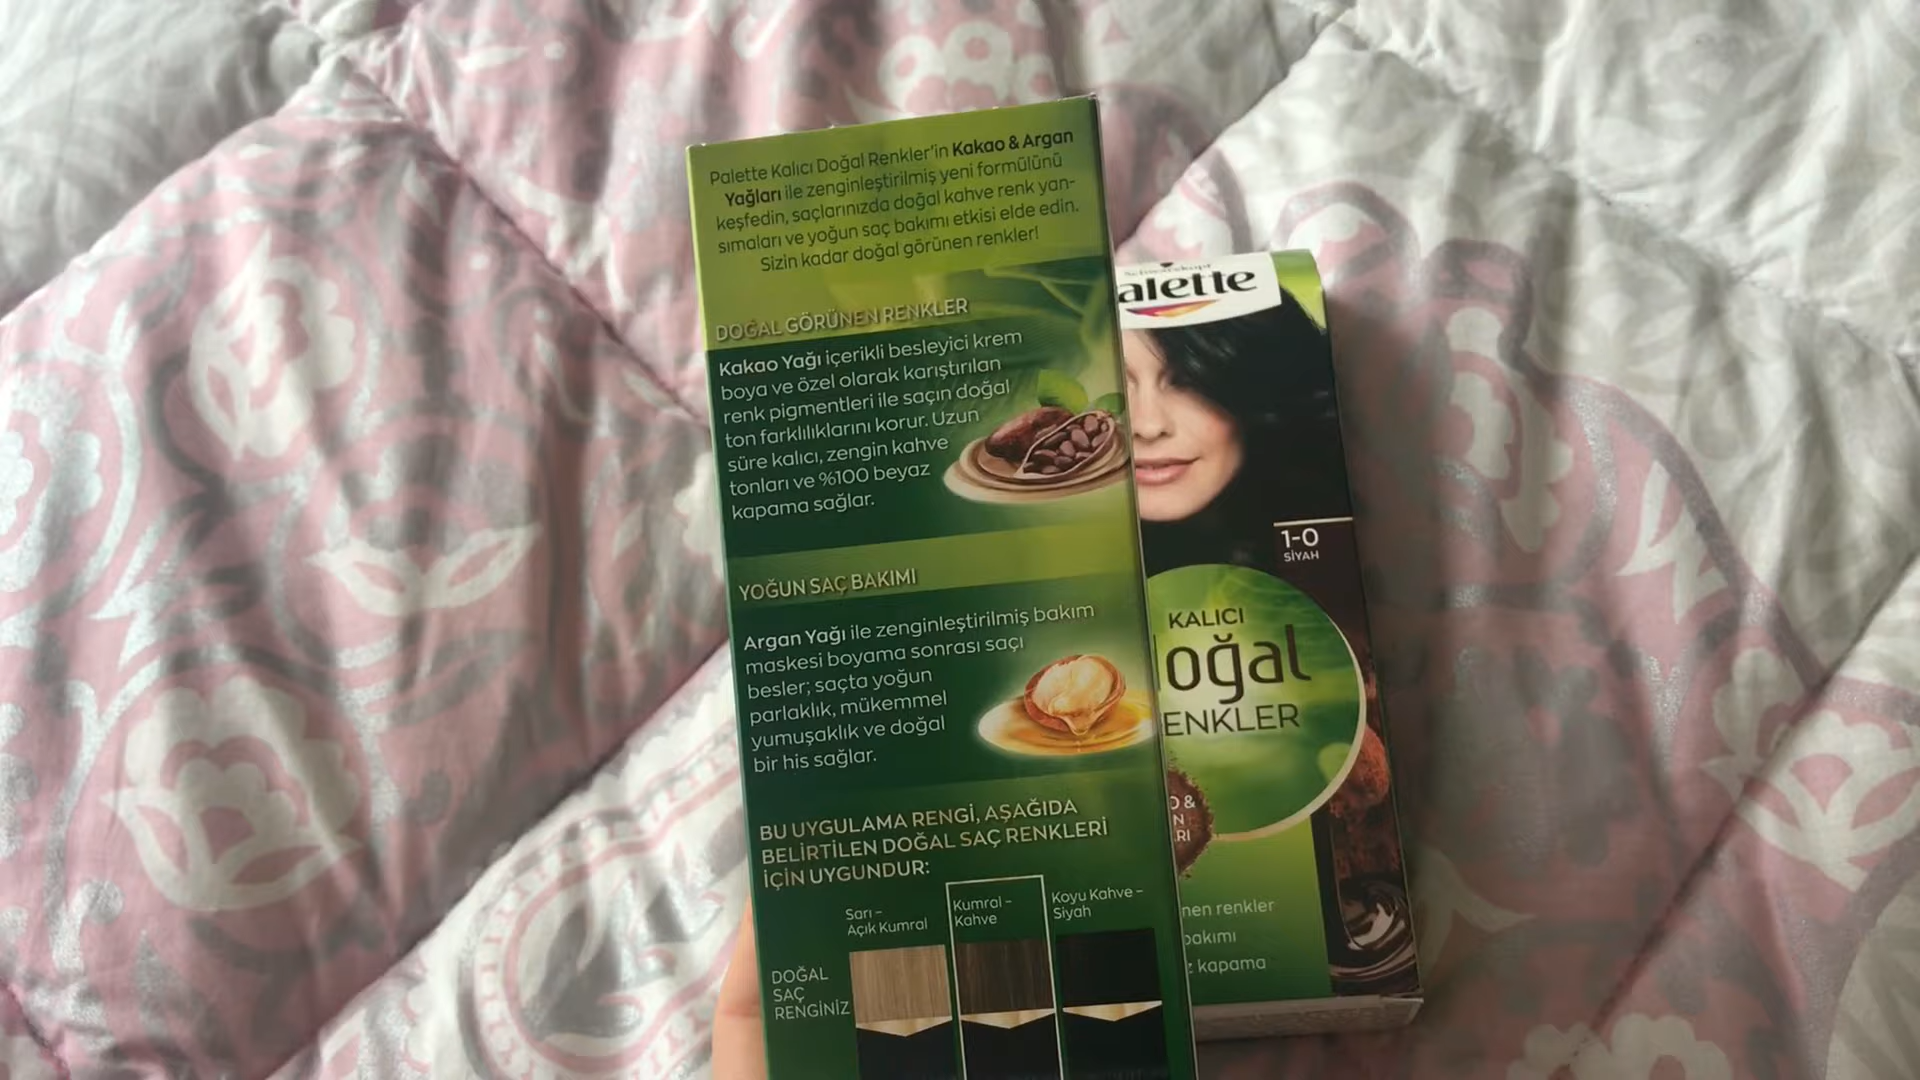 Palette Kalıcı Doğal Renkler'in Kakao & Argan
Yağları ile zenginleştirilmiş yeni formülünü
keşfedin, saçlarınızda doğal kahve renk yan-
sımaları ve yoğun saç bakımı etkisi elde edin.
Sizin kadar doğal görünen renkler!
DOĞAL GÖRÜNEN RENKLER
Kakao Yağı içerikli besleyici krem
boya ve özel olarak karıştırılan
renk pigmentleri ile saçın doğal
ton farklılıklarını korur. Uzun
süre kalıcı, zengin kahve
tonları ve %100 beyaz
kapama sağlar.
YOĞUN SAÇ BAKIMI
Argan Yağı ile zenginleştirilmiş bakım
maskesi boyama sonrası saçı
besler; saçta yoğun
parlaklık, mükemmel
yumuşaklık ve doğal
bir his sağlar.
BU UYGULAMA RENGİ, AŞAĞIDA
BELİRTİLEN DOĞAL SAÇ RENKLERİ
İÇİN UYGUNDUR:
Sarı –
Açık Kumral
Kumral –
Kahve
Koyu Kahve –
Siyah
DOĞAL
SAÇ
RENGİNİZ
Schwarzkopf
alette
1-0
SİYAH
KALICI
oğal
ENKLER
O &
N
RI
nen renkler
bakımı
z kapama